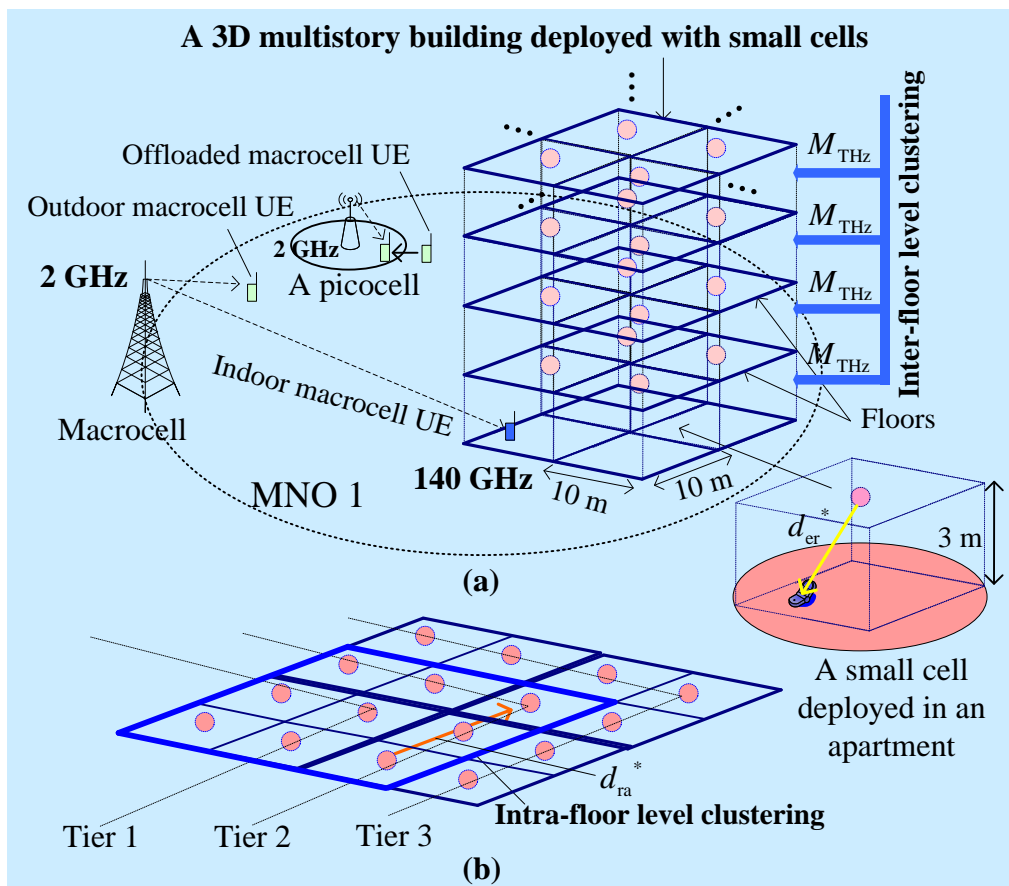 A 3D multistory building deployed with small cells
Offloaded macrocell UE
Outdoor macrocell UE
2 GHz
2 GHz
A picocell
Macrocell
Indoor macrocell UE
MNO 1
140 GHz
10 m
10 m
M_THz
M_THz
M_THz
M_THz
Inter-floor level clustering
Floors
d_er*
3 m
(a)
A small cell
deployed in an
apartment
d_ra*
Intra-floor level clustering
Tier 1
Tier 2
Tier 3
(b)